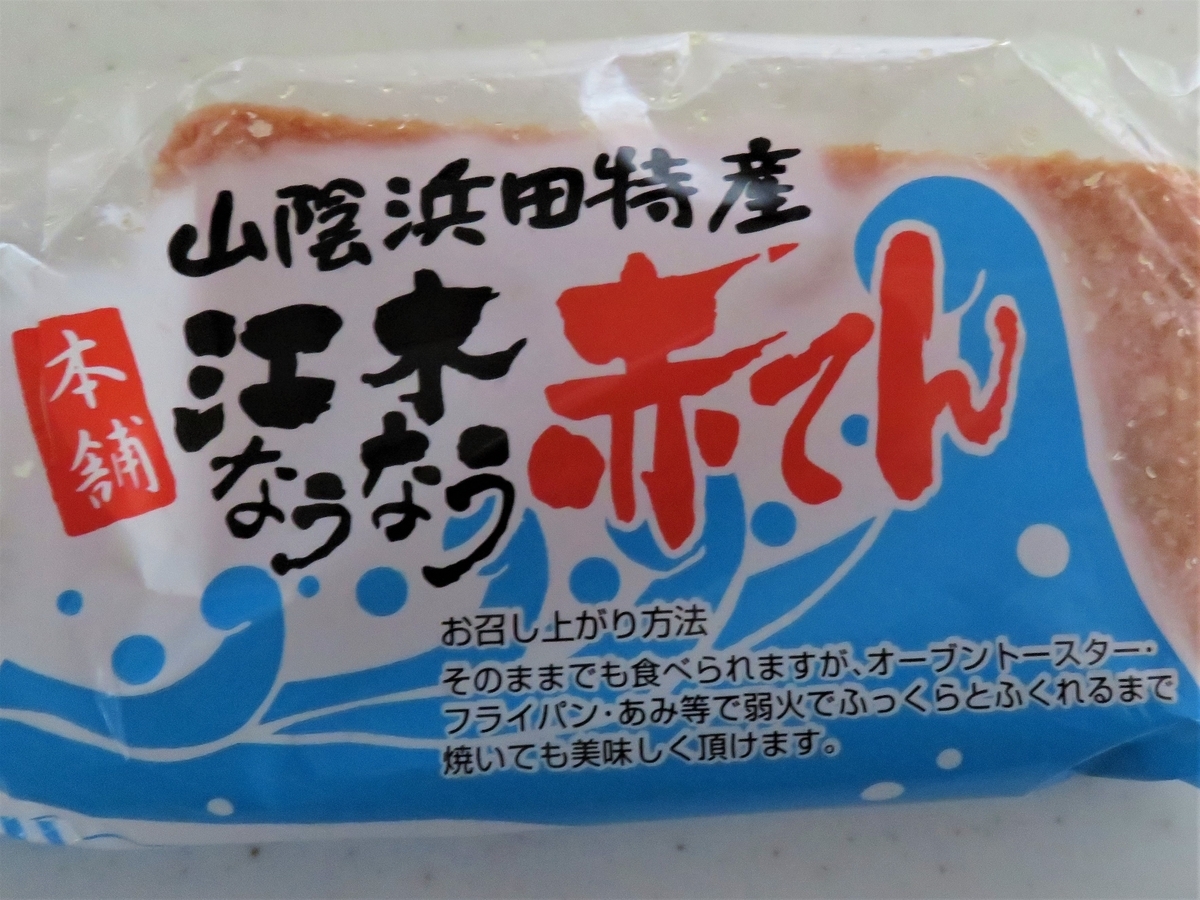 山陰浜田特産
本舗
江木
なうなう
赤てん
お召し上がり方法
そのままでも食べられますが、オーブントースター・
フライパン・あみ等で弱火でふっくらとふくれるまで
焼いても美味しく頂けます。